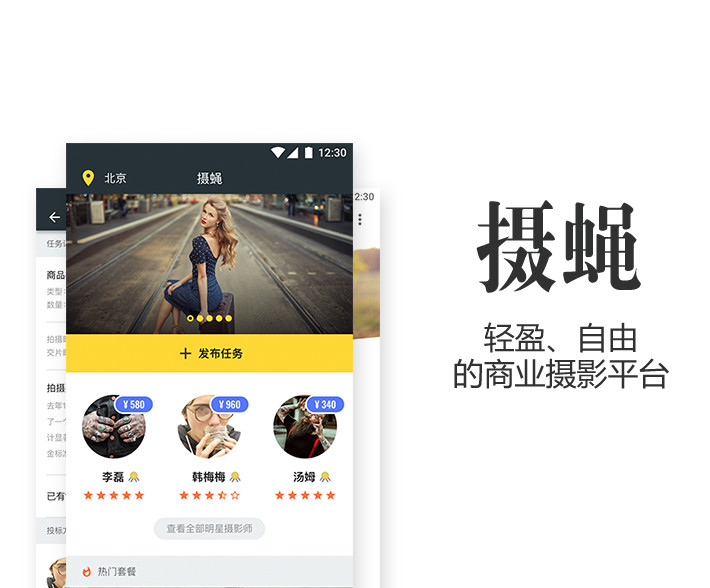 12:30
北京
摄蝇
2:30
任务
商品
类型
数量
拍摄
交片
拍摄
去年
了一个
计显
金标
已有
投标
发布任务
¥ 580
¥ 960
¥ 340
李磊
韩梅梅
汤姆
查看全部明星摄影师
热门套餐
摄蝇
轻盈、自由
的商业摄影平台